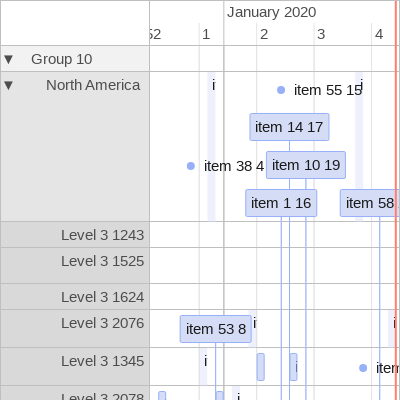 January 2020
52 1 2 3 4
▼ Group 10
▼ North America
i
item 55 15
i
item 14 17
item 38 4
item 10 19
item 1 16
item 58
Level 3 1243
Level 3 1525
Level 3 1624
Level 3 2076
item 53 8
i
i
Level 3 1345
i
i
item
Level 3 2078
i